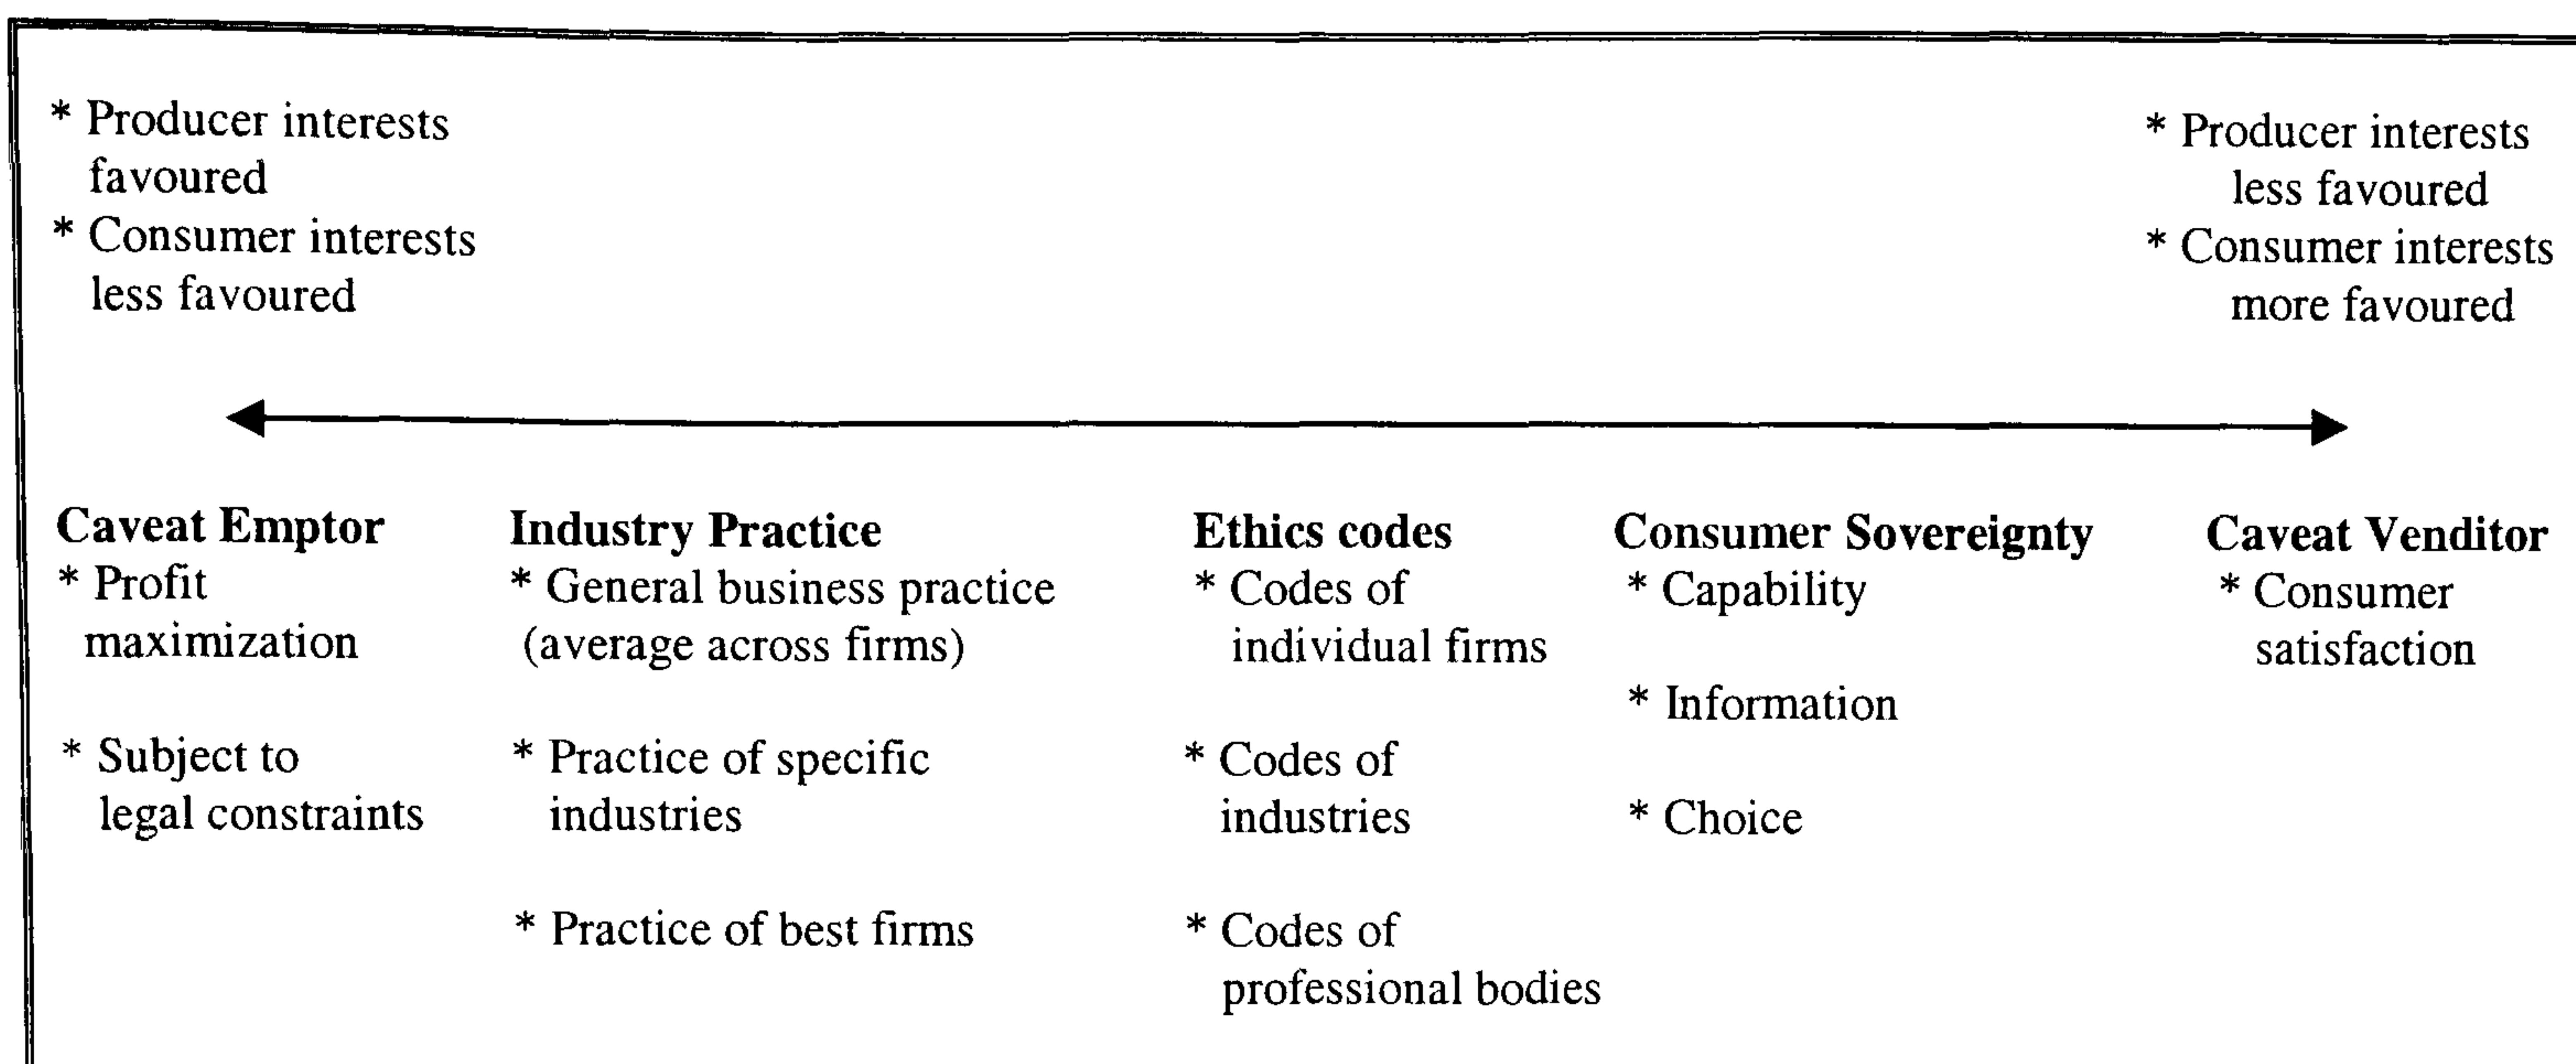 * Producer interests
favoured
* Consumer interests
less favoured
* Producer interests
less favoured
* Consumer interests
more favoured
Caveat Emptor
* Profit
maximization
* Subject to
legal constraints
Industry Practice
* General business practice
(average across firms)
* Practice of specific
industries
* Practice of best firms
Ethics codes
* Codes of
individual firms
* Codes of
industries
* Codes of
professional bodies
Consumer Sovereignty
* Capability
* Information
* Choice
Caveat Venditor
* Consumer
satisfaction